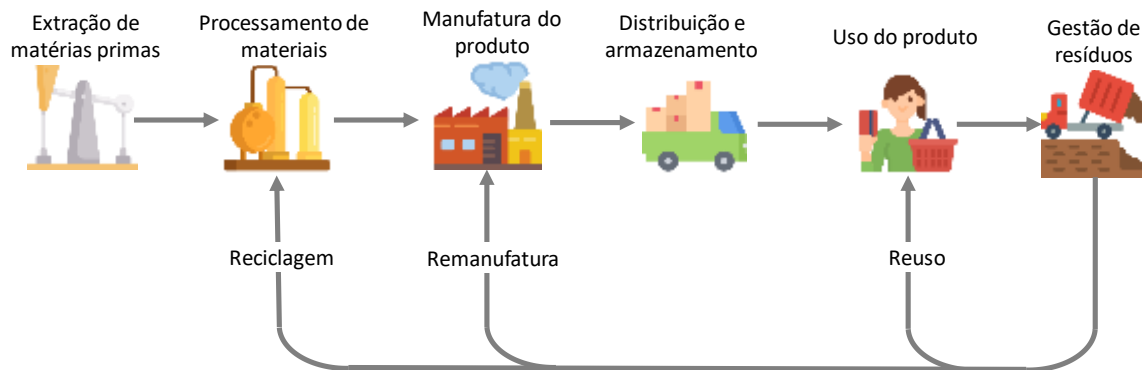 Extração de
matérias primas
Processamento de
materiais
Manufatura do
produto
Distribuição e
armazenamento
Uso do produto
Gestão de
resíduos
Reciclagem
Remanufatura
Reuso